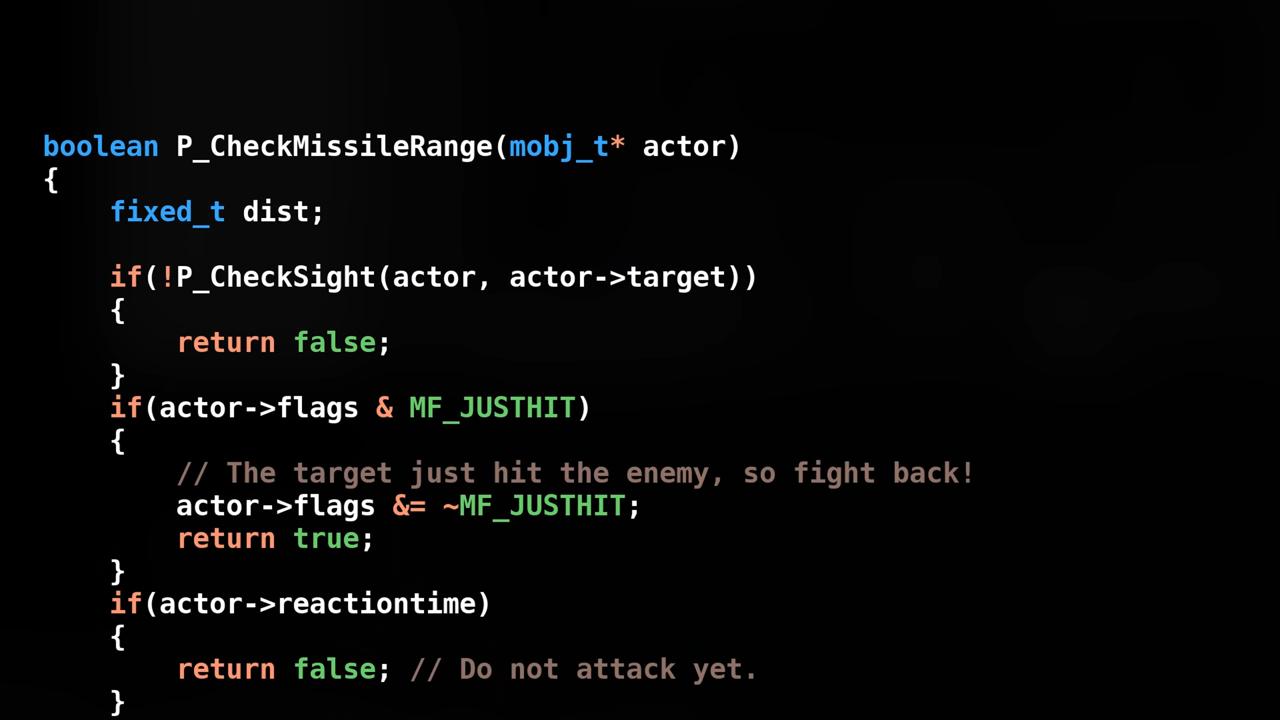 boolean P_CheckMissileRange(mobj_t* actor)
{
    fixed_t dist;

    if(!P_CheckSight(actor, actor->target))
    {
        return false;
    }
    if(actor->flags & MF_JUSTHIT)
    {
        // The target just hit the enemy, so fight back!
        actor->flags &= ~MF_JUSTHIT;
        return true;
    }
    if(actor->reactiontime)
    {
        return false; // Do not attack yet.
    }